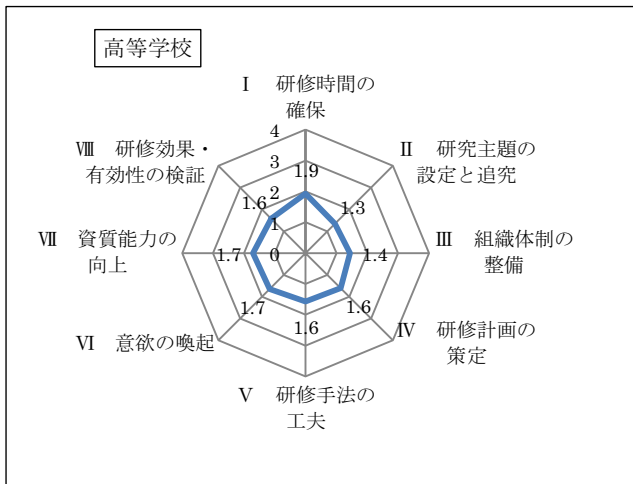 高等学校
Ⅰ 研修時間の
確保
Ⅱ 研究主題の
設定と追究
Ⅲ 組織体制の
整備
Ⅳ 研修計画の
策定
Ⅴ 研修手法の
工夫
Ⅵ 意欲の喚起
Ⅶ 資質能力の
向上
Ⅷ 研修効果・
有効性の検証
4
3
2
1
0
1.9
1.3
1.4
1.6
1.6
1.7
1.7
1.6